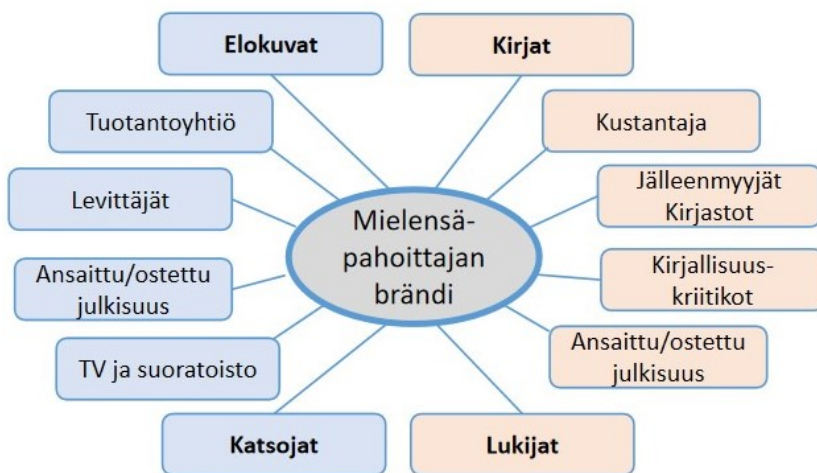 Elokuvat
Kirjat
Tuotantoyhtiö
Kustantaja
Levittäjät
Jälleenmyyjät
Kirjastot
Mielensä-
pahoittajan
brändi
Ansaittu/ostettu
julkisuus
Kirjallisuus-
kriitikot
TV ja suoratoisto
Ansaittu/ostettu
julkisuus
Katsojat
Lukijat